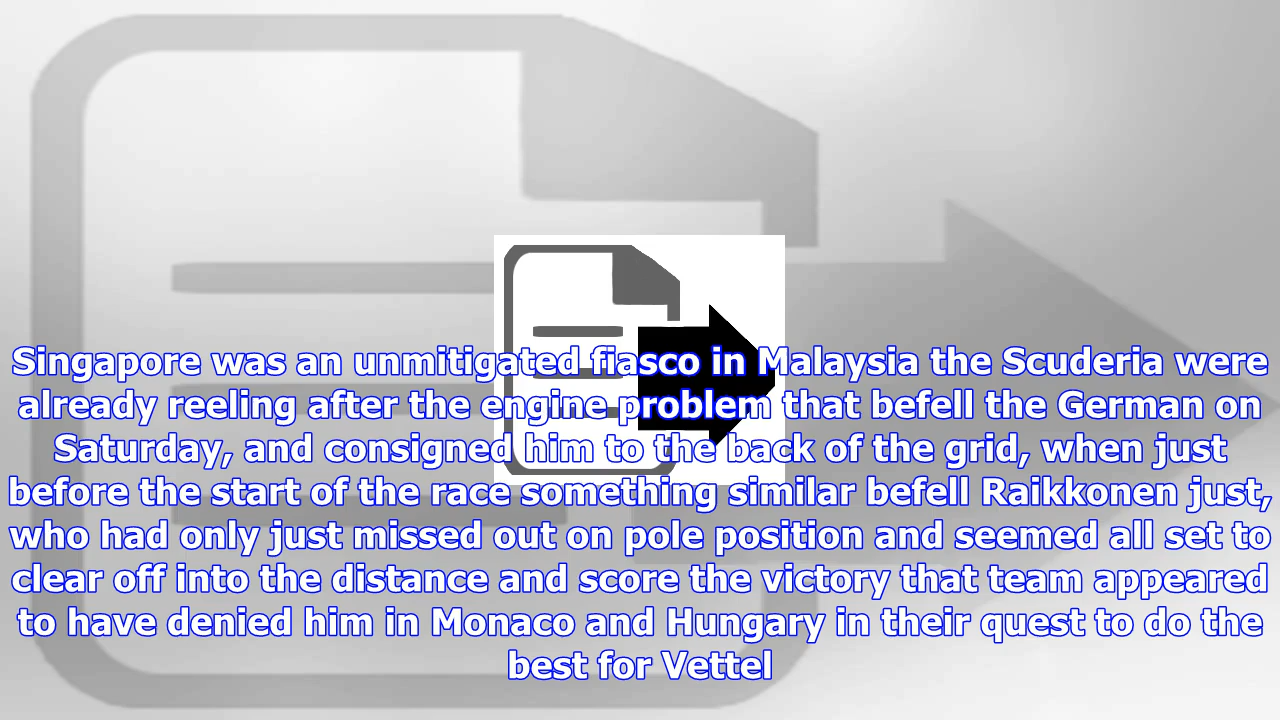 Singapore was an unmitigated fiasco in Malaysia the Scuderia were
already reeling after the engine problem that befell the German on
Saturday, and consigned him to the back of the grid, when just
before the start of the race something similar befell Raikkonen just,
who had only just missed out on pole position and seemed all set to
clear off into the distance and score the victory that team appeared
to have denied him in Monaco and Hungary in their quest to do the
best for Vettel